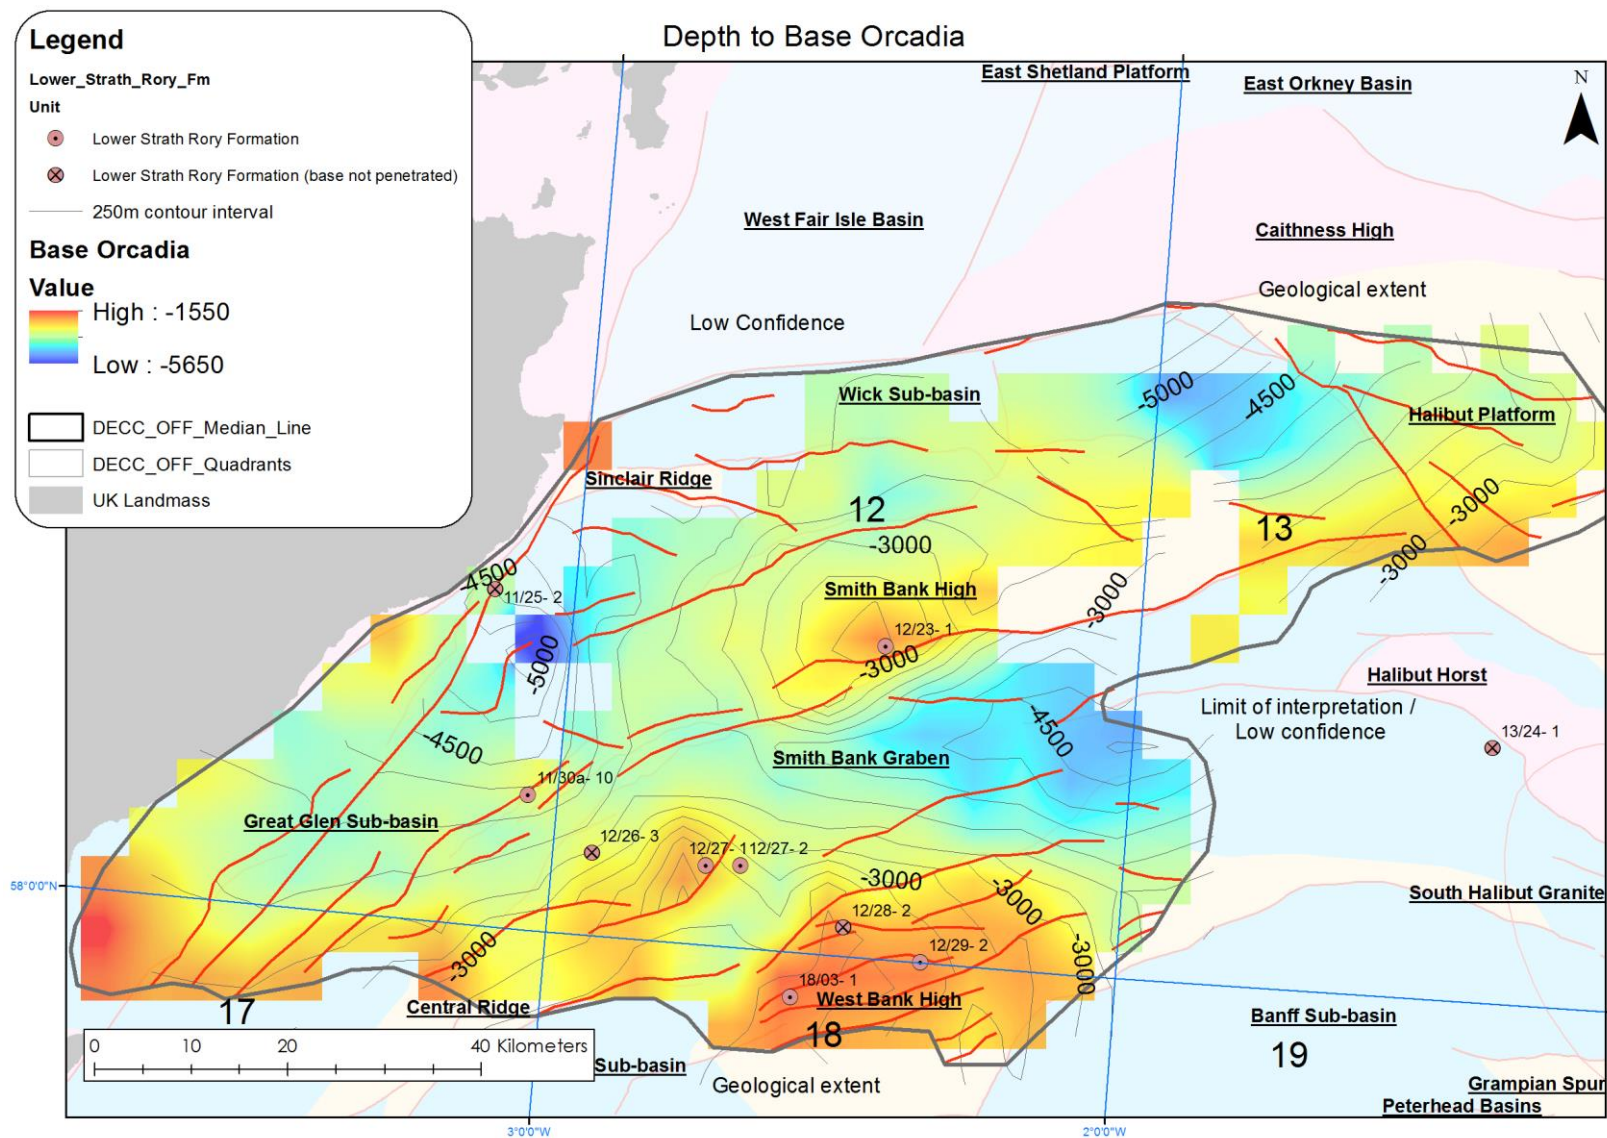 Depth to Base Orcadia
Legend
Lower_Strath_Rory_Fm
Unit
Lower Strath Rory Formation
Lower Strath Rory Formation (base not penetrated)
250m contour interval
Base Orcadia
Value
High : -1550
Low : -5650
DECC_OFF_Median_Line
DECC_OFF_Quadrants
UK Landmass
East Shetland Platform
East Orkney Basin
N
West Fair Isle Basin
Caithness High
Geological extent
Low Confidence
Wick Sub-basin
-5000
-4500
Halibut Platform
Sinclair Ridge
12
13
-3000
-3000
-3000
-4500
11/25- 2
Smith Bank High
-3000
12/23- 1
-3000
-5000
Halibut Horst
Limit of interpretation /
Low confidence
13/24- 1
-4500
-4500
Smith Bank Graben
11/30a- 10
Great Glen Sub-basin
12/26- 3
12/27- 1
12/27- 2
58°0'0"N
-3000
-3000
South Halibut Granite
12/28- 2
12/29- 2
-3000
-3000
18/03- 1
West Bank High
Central Ridge
17
18
Banff Sub-basin
19
0 10 20 40 Kilometers
Sub-basin
Geological extent
Grampian Spur
Peterhead Basins
3°0'0"W
2°0'0"W